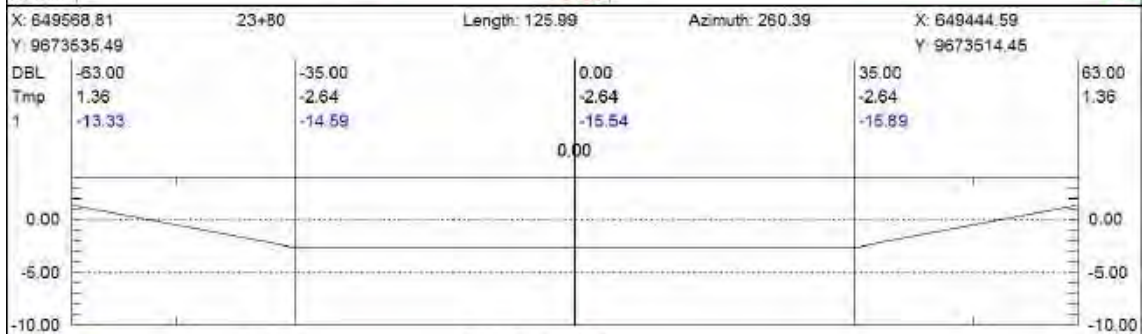 X: 649568.81 23+80 Length: 125.99 Azimuth: 260.39 X: 649444.59
Y: 9673535.49 Y: 9673514.45
DBL -63.00 -35.00 0.00 35.00 63.00
Tmp 1.36 -2.64 -2.64 -2.64 1.36
1 -13.33 -14.59 -15.54 -15.89
0.00
0.00 0.00
-5.00 -5.00
-10.00 -10.00